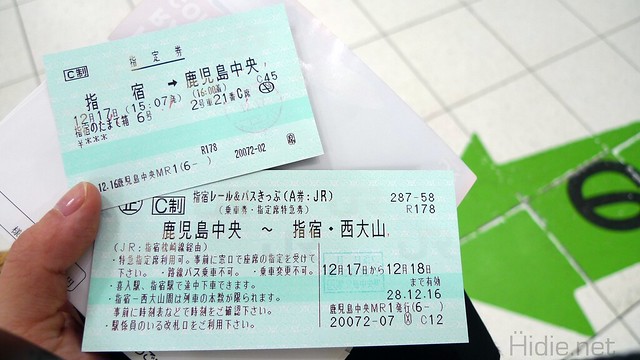 C制
指定券
指宿 → 鹿児島中央
12月17日 (15:07発) (16:00着) C45
指宿のたまて箱 6号 2号車21番C席
¥****
R178
12.16鹿児島中央MR1(6-) 20072-02
C制
指宿レール&バスきっぷ(A券:JR) 287-58
(乗車券・指定席特急券) R178
鹿児島中央 ~ 指宿・西大山
(JR:指宿枕崎線経由)
・特急指定席利用可。事前に窓口で座席の指定を受けて
下さい。 ・路線バス乗車不可。 ・乗車変更不可。
・喜入駅、指宿駅で途中下車できます。
・指宿-西大山間は列車の本数が限られます。
事前に時刻表などで時刻をご確認下さい。
・駅係員のいる改札口をご利用下さい。
12月17日から12月18日
まで有効
28.12.16
鹿児島中央MR1発行(6-)
20072-07 C12
Hidie.net